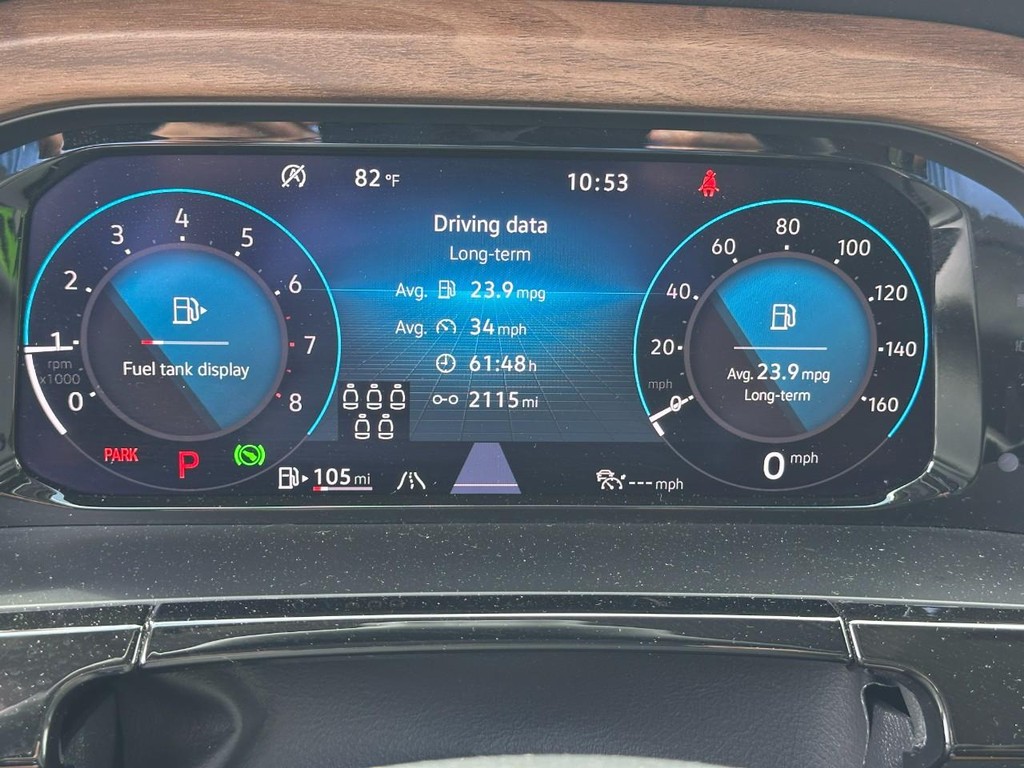 82 °F
10:53
Driving data
Long-term
Avg. 23.9 mpg
Avg. 34 mph
61:48 h
2115 mi
0
1
2
3
4
5
6
7
8
rpm
x1000
Fuel tank display
0
20
40
60
80
100
120
140
160
mph
Avg. 23.9 mpg
Long-term
PARK
P
105 mi
--- mph
0 mph